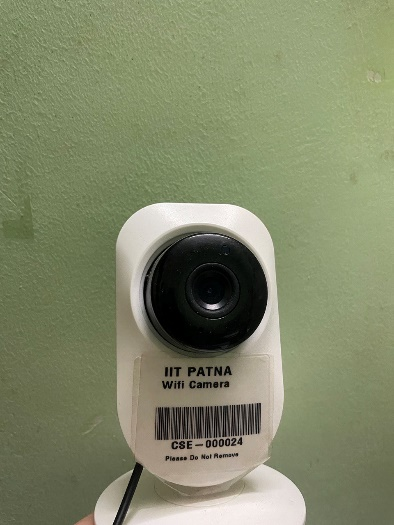 IIT PATNA
Wifi Camera
CSE-000024
Please Do Not Remove